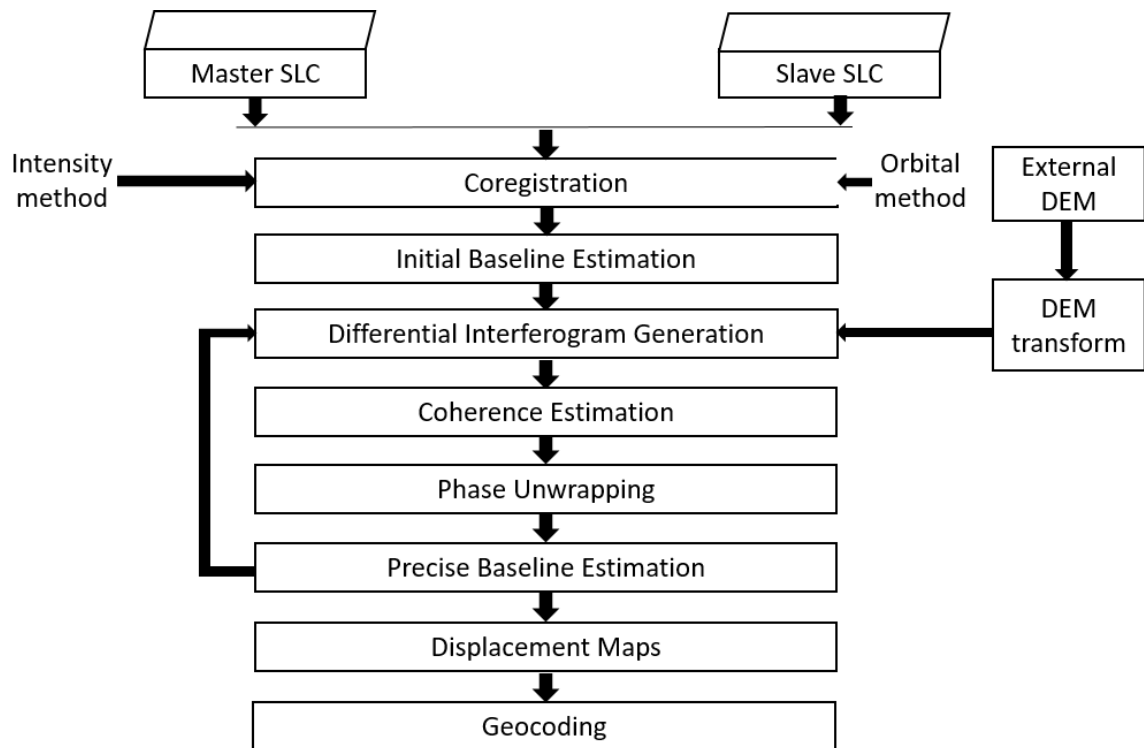 Master SLC
Slave SLC
Intensity
method
Coregistration
Orbital
method
External
DEM
Initial Baseline Estimation
Differential Interferogram Generation
DEM
transform
Coherence Estimation
Phase Unwrapping
Precise Baseline Estimation
Displacement Maps
Geocoding